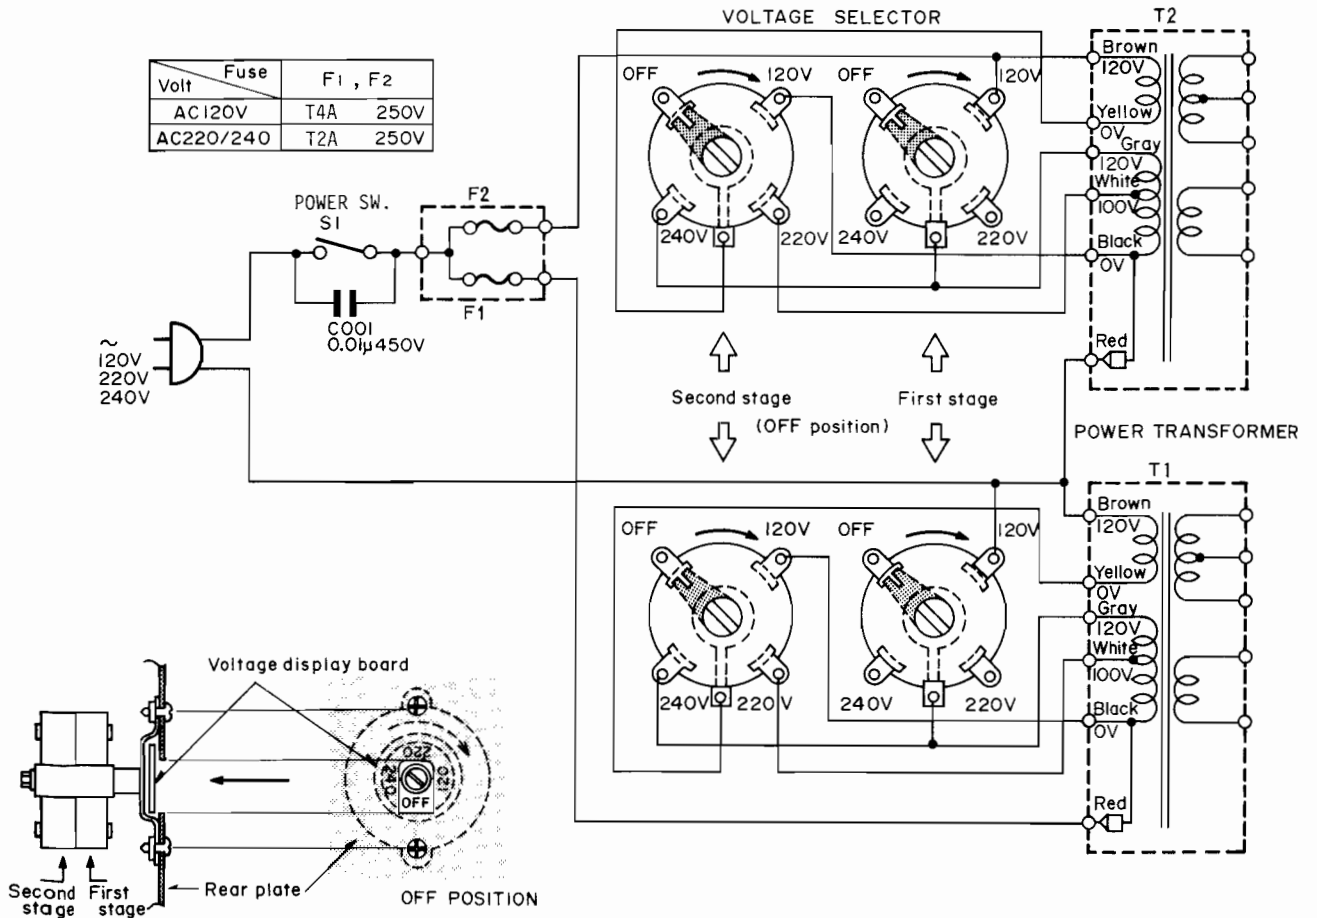 VOLTAGE SELECTOR
T2
Fuse
Volt
F1 , F2
AC120V T4A 250V
AC220/240 T2A 250V
OFF
120V
OFF
120V
240V
220V
240V
220V
Brown
120V
Yellow
0V
Gray
120V
White
100V
Black
0V
Red
POWER SW.
S1
F2
F1
C001
0.01μ450V
~
120V
220V
240V
Second stage
First stage
(OFF position)
POWER TRANSFORMER
T1
OFF
120V
OFF
120V
240V
220V
240V
220V
Brown
120V
Yellow
0V
Gray
120V
White
100V
Black
0V
Red
Voltage display board
220
240
120
OFF
Second
stage
First
stage
Rear plate
OFF POSITION